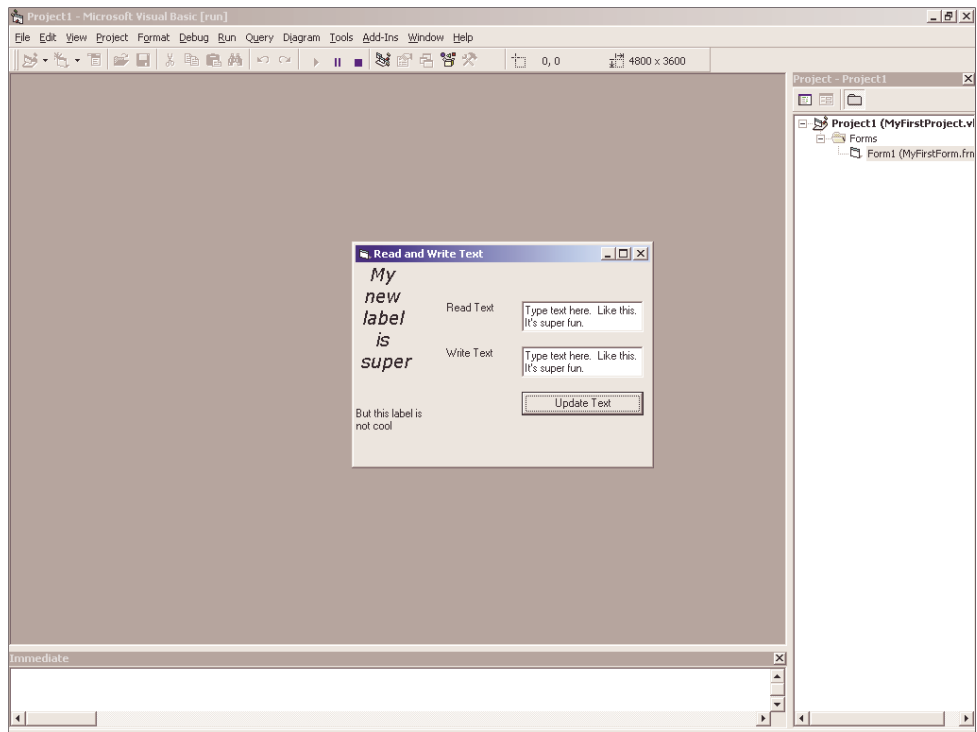 Project1 - Microsoft Visual Basic [run]
File Edit View Project Format Debug Run Query Diagram Tools Add-Ins Window Help
0, 0 4800 x 3600
Project - Project1
Project1 (MyFirstProject.v
Forms
Form1 (MyFirstForm.frm
Read and Write Text
My
new
label
is
super
Read Text
Type text here. Like this.
It's super fun.
Write Text
Type text here. Like this.
It's super fun.
Update Text
But this label is
not cool
Immediate